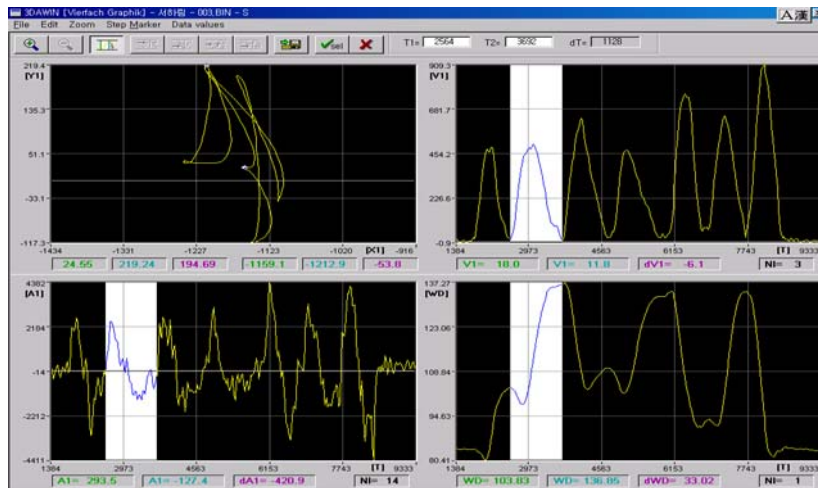 3DAWIN [Vierfach Graphik] - 서하림 - 003.BIN - S
A 漢
File Edit Zoom Step Marker Data values
sel T1= 2564 T2= 3692 dT= 1128
219.4
[Y1]
135.3
51.1
-33.1
-117.3
-1434 -1331 -1227 -1123 -1020 [X1] -916
24.55 219.24 194.69 -1159.1 -1212.9 -53.8
909.3
[V1]
681.7
454.2
226.6
-0.9
1384 2973 4563 6153 7743 [T] 9333
V1= 18.0 V1= 11.8 dV1= -6.1 NI= 3
4382
[A1]
2184
-14
-2212
-4411
1384 2973 4563 6153 7743 [T] 9333
A1= 293.5 A1= -127.4 dA1= -420.9 NI= 14
137.27
[WD]
123.06
108.84
94.63
80.41
1384 2973 4563 6153 7743 [T] 9333
WD= 103.83 WD= 136.85 dWD= 33.02 NI= 1